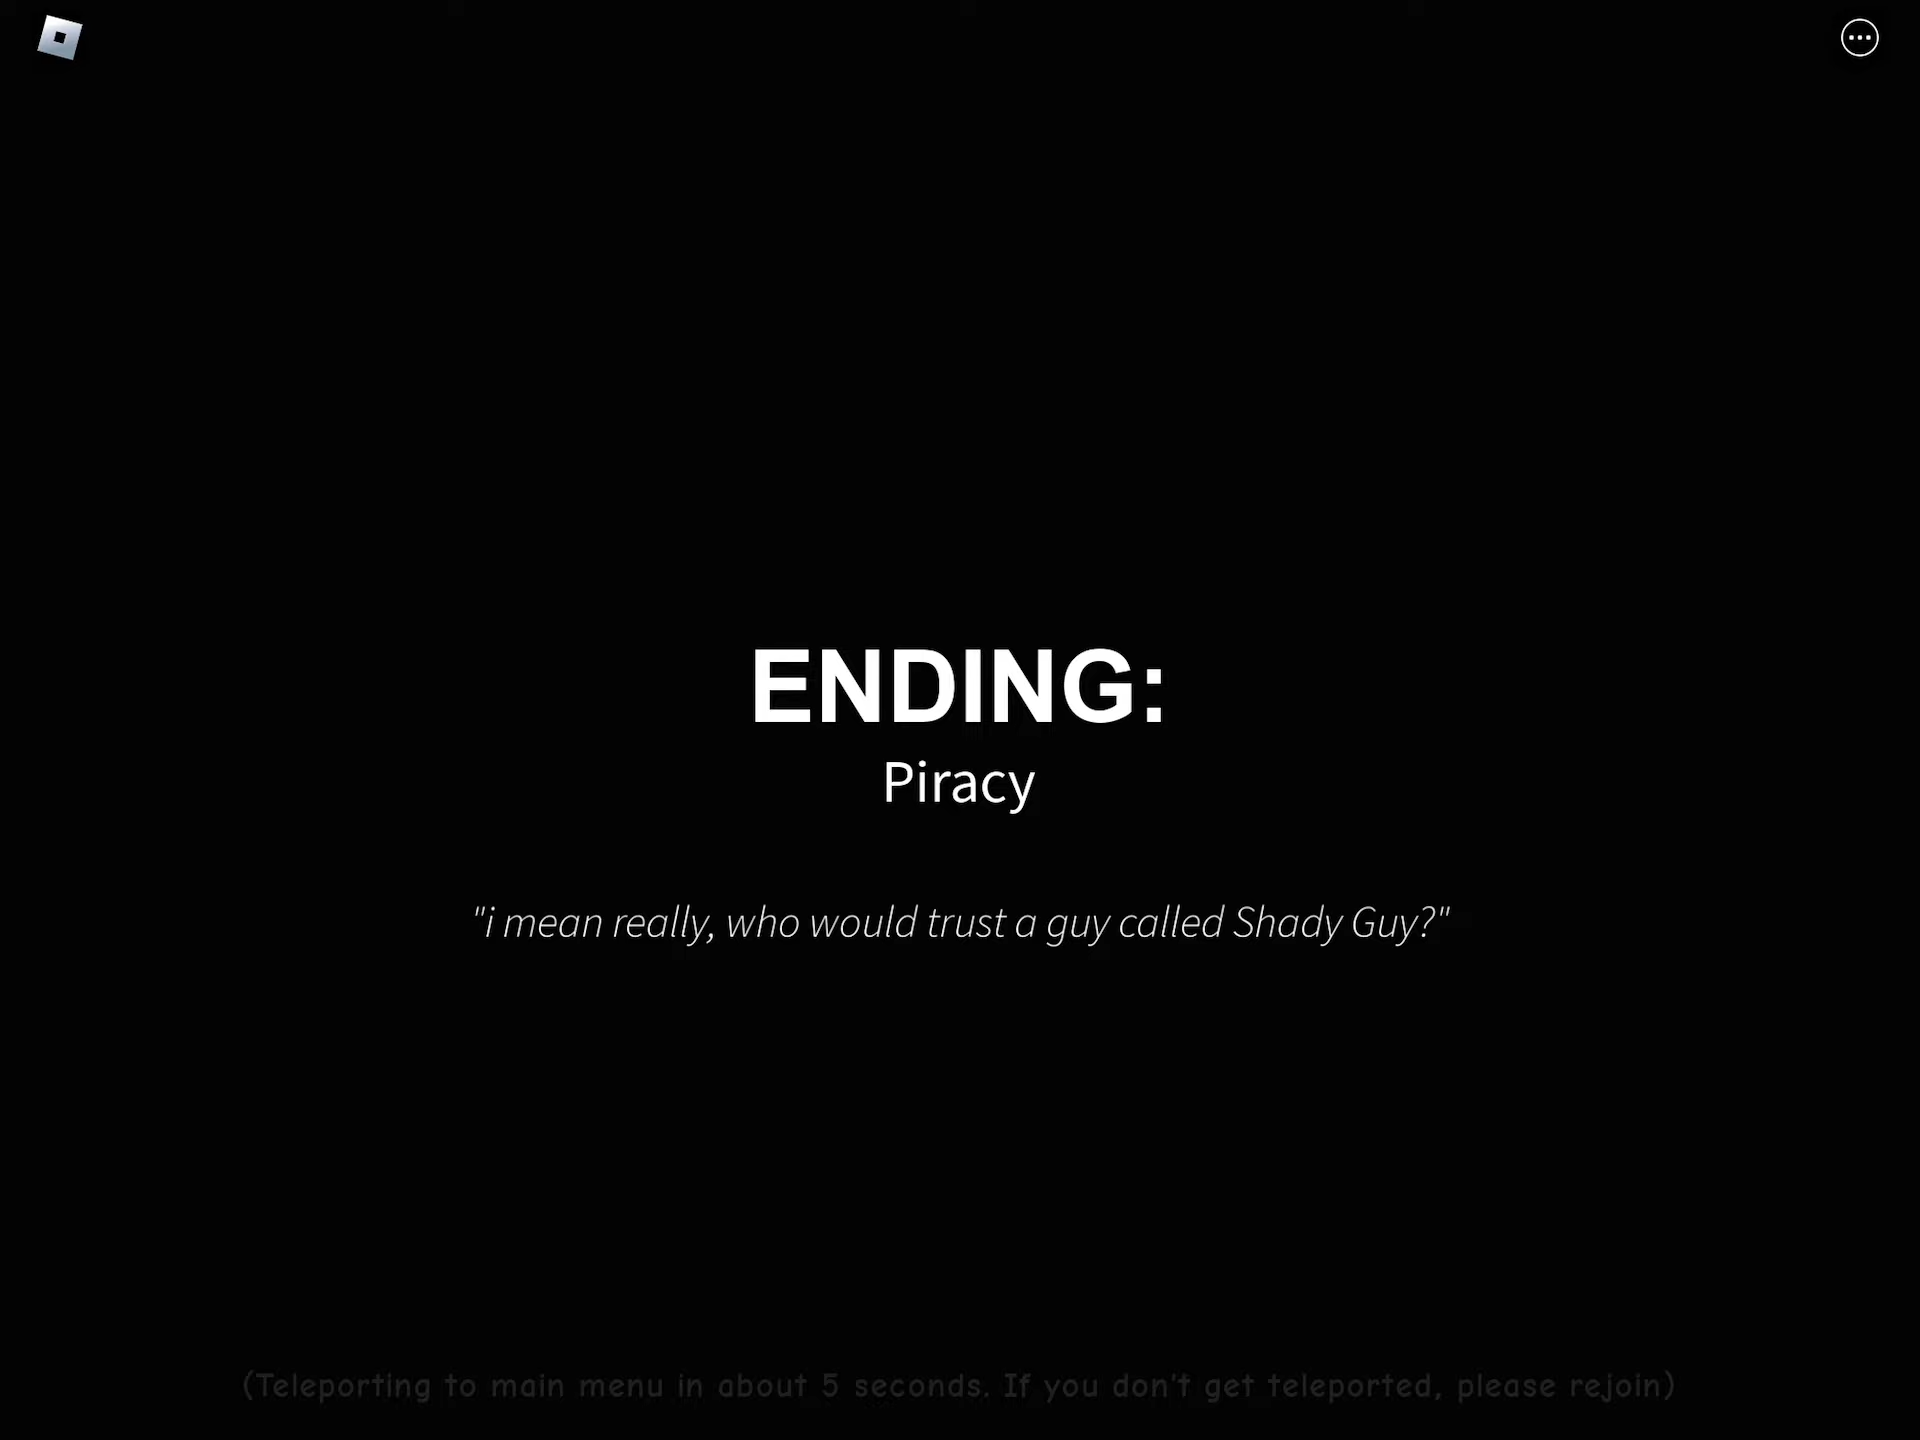 ENDING:
Piracy
"i mean really, who would trust a guy called Shady Guy?"
(Teleporting to main menu in about 5 seconds. If you don't get teleported, please rejoin)